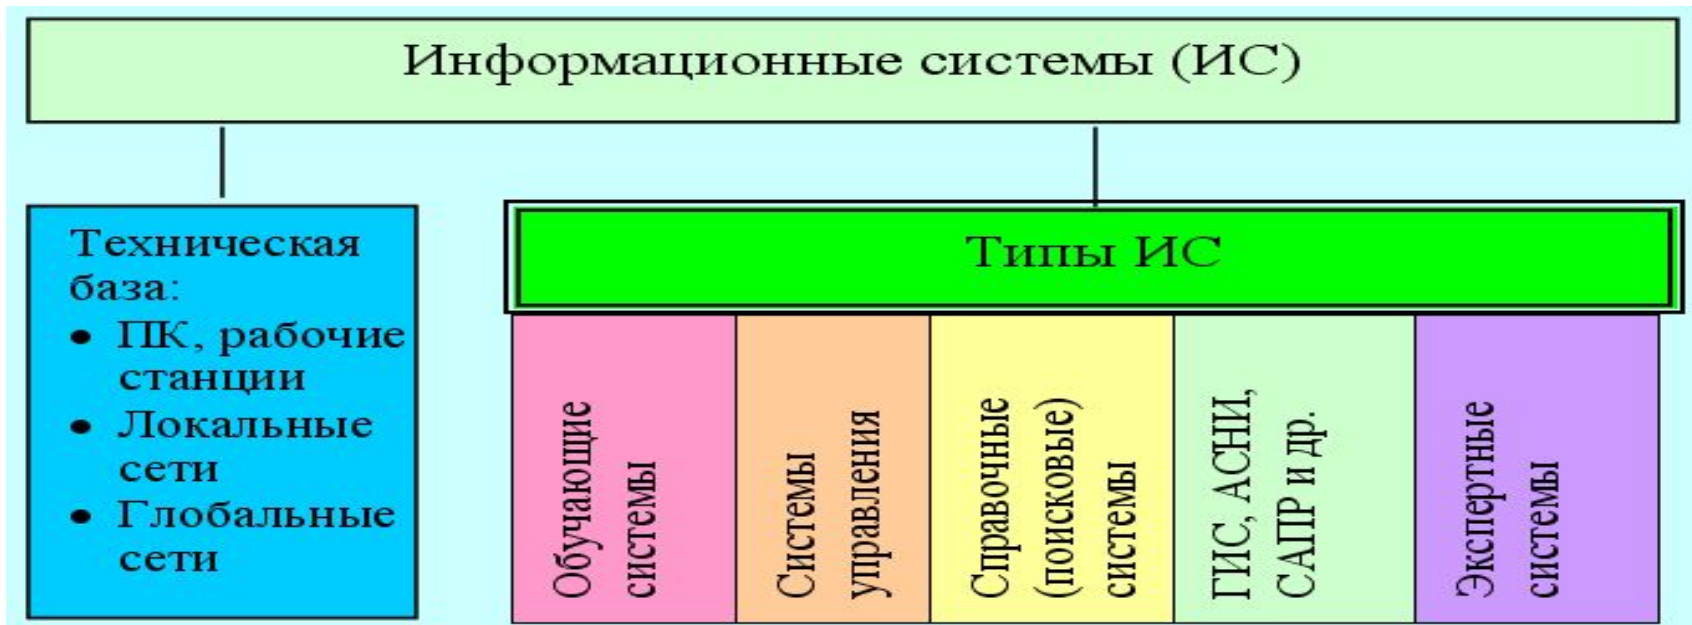 Информационные системы (ИС)
Техническая
база:
● ПК, рабочие
станции
● Локальные
сети
● Глобальные
сети
Типы ИС
Обучающие
системы
Системы
управления
Справочные
(поисковые)
системы
ГИС, АСНИ,
САПР и др.
Экспертные
системы